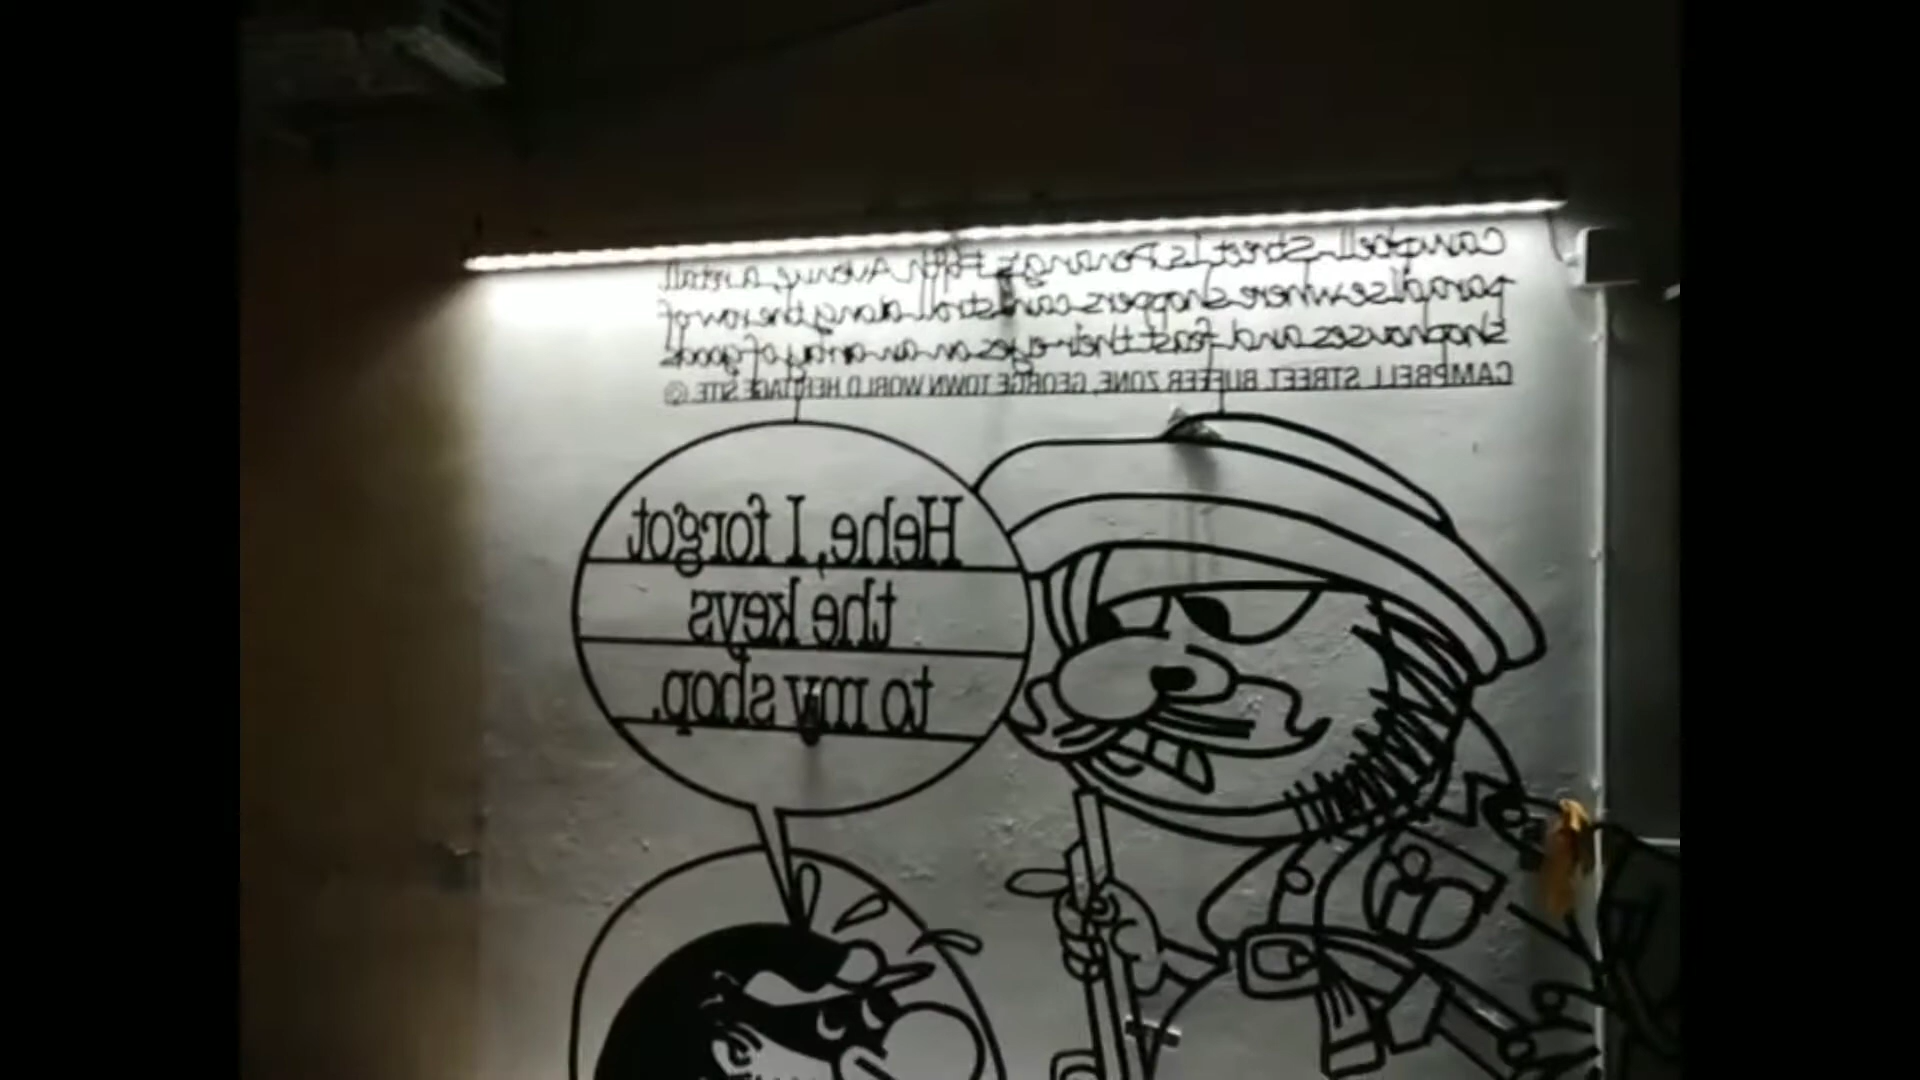 Campbell Street is Penang's Fifth Avenue, a retail
paradise where shoppers can stroll along the row of
shophouses and feast their eyes on an array of goods
CAMPBELL STREET BUFFER ZONE, GEORGE TOWN WORLD HERITAGE SITE ©
Hehe, I forgot
the keys
to my shop.